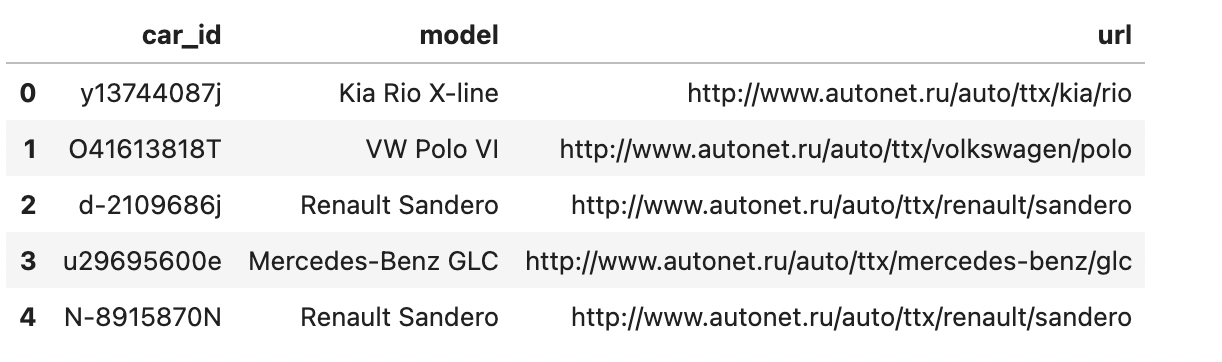 car_id model url
0 y13744087j Kia Rio X-line http://www.autonet.ru/auto/ttx/kia/rio
1 O41613818T VW Polo VI http://www.autonet.ru/auto/ttx/volkswagen/polo
2 d-2109686j Renault Sandero http://www.autonet.ru/auto/ttx/renault/sandero
3 u29695600e Mercedes-Benz GLC http://www.autonet.ru/auto/ttx/mercedes-benz/glc
4 N-8915870N Renault Sandero http://www.autonet.ru/auto/ttx/renault/sandero